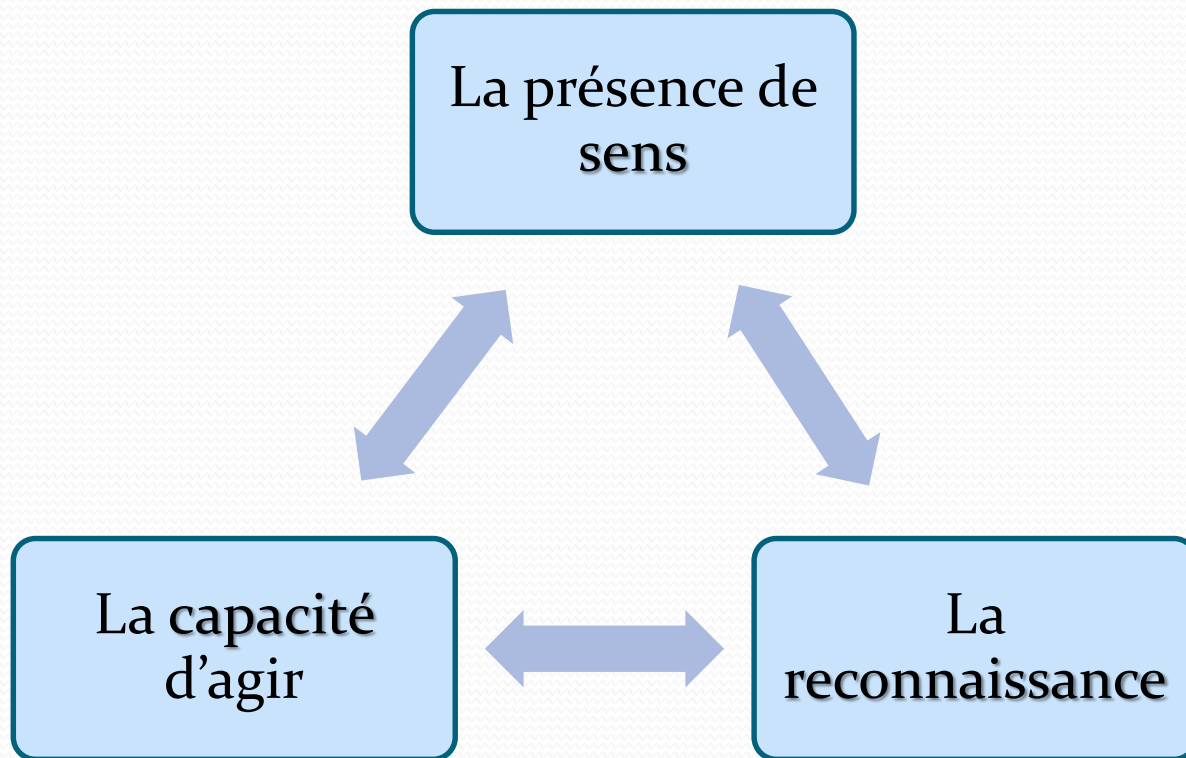 La présence de
sens
La capacité
d’agir
La
reconnaissance